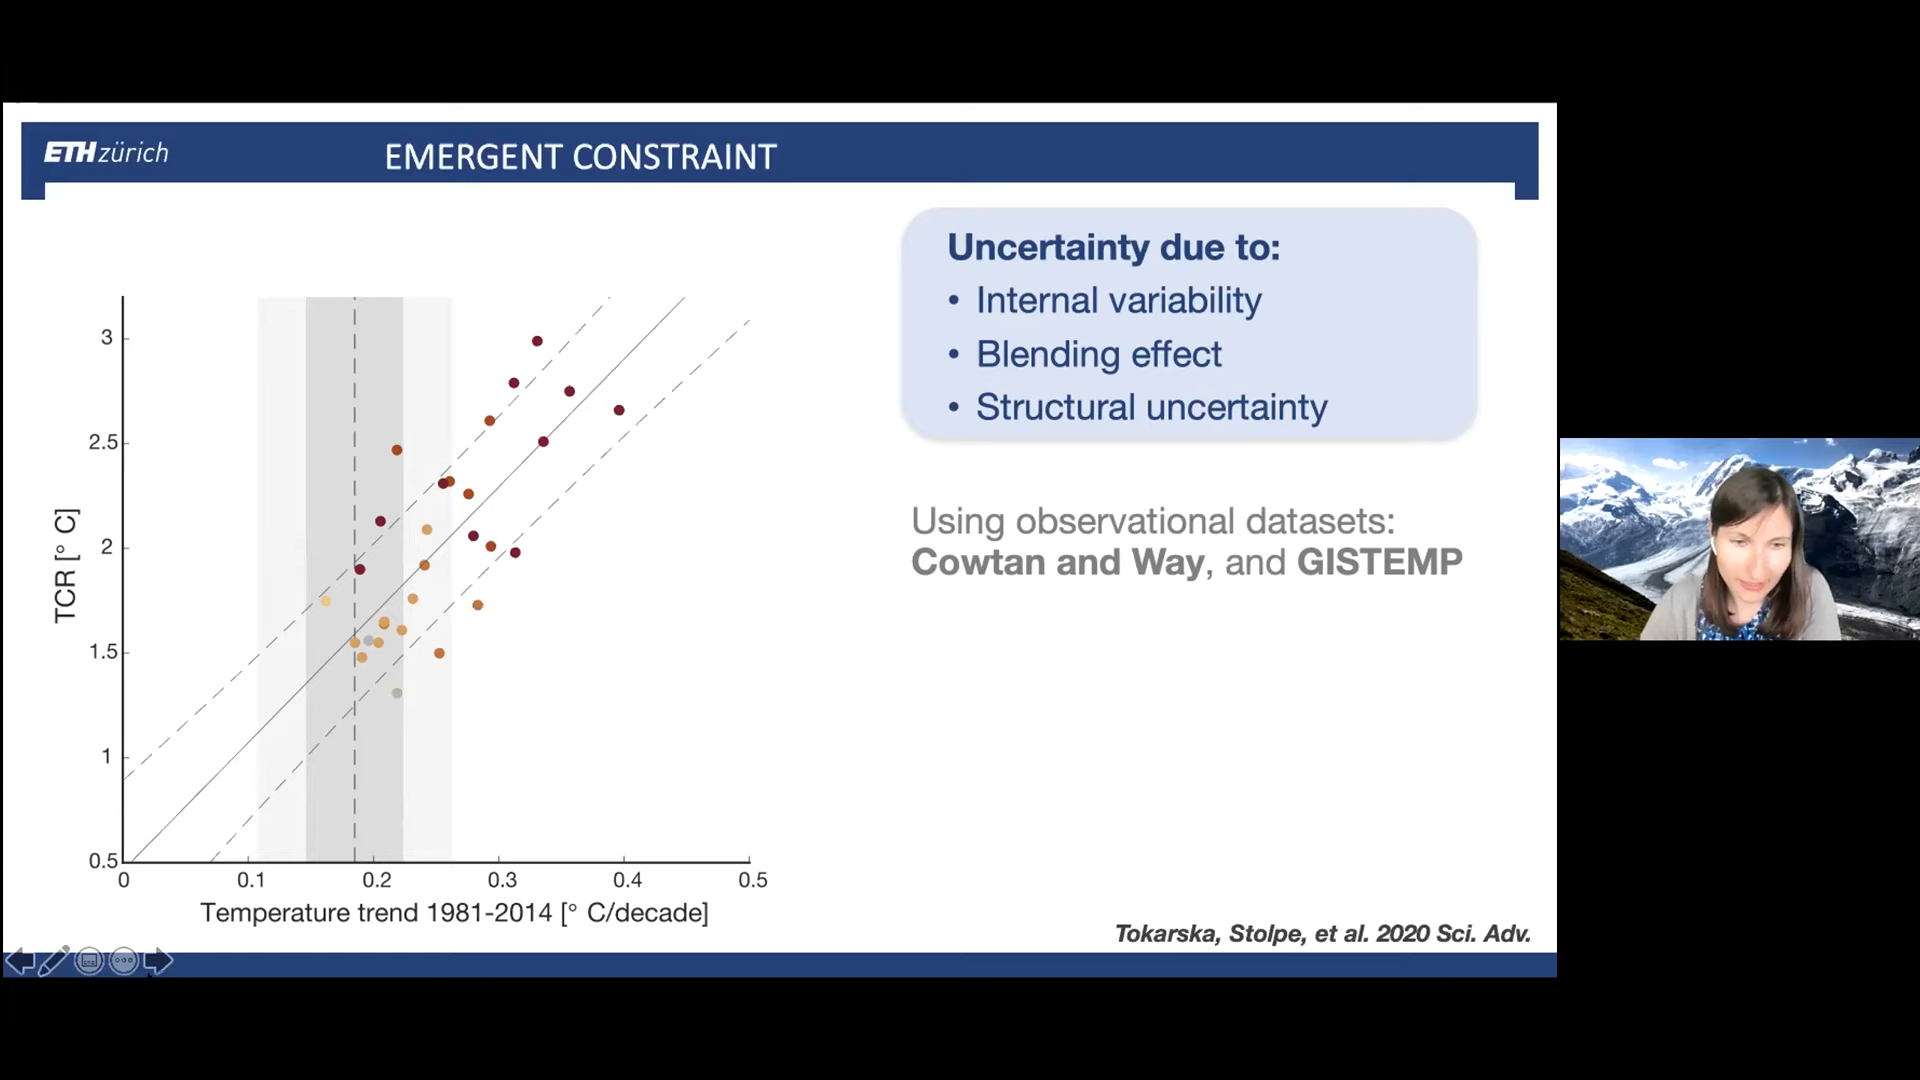 ETH zürich
EMERGENT CONSTRAINT
Uncertainty due to:
• Internal variability
• Blending effect
• Structural uncertainty
Using observational datasets:
Cowtan and Way, and GISTEMP
TCR [° C]
3
2.5
2
1.5
1
0.5
0 0.1 0.2 0.3 0.4 0.5
Temperature trend 1981-2014 [° C/decade]
Tokarska, Stolpe, et al. 2020 Sci. Adv.